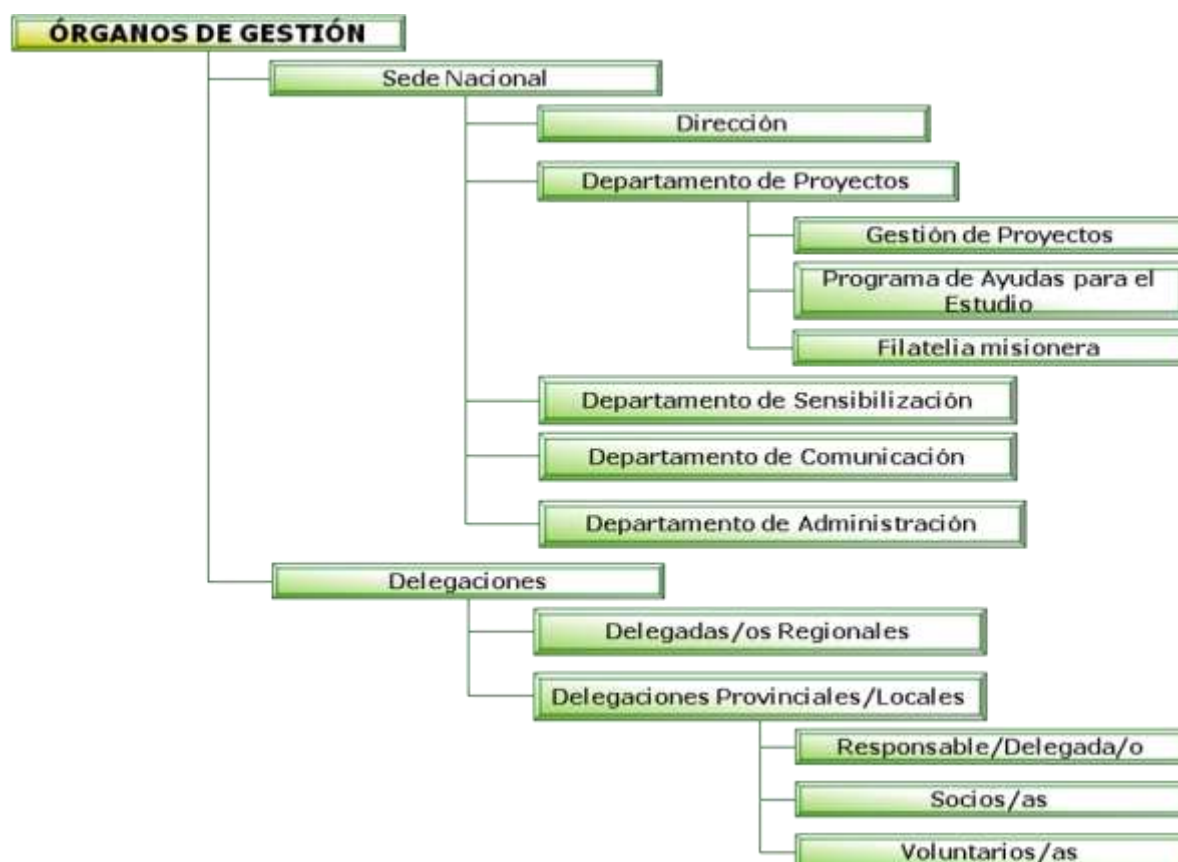 ÓRGANOS DE GESTIÓN
Sede Nacional
Dirección
Departamento de Proyectos
Gestión de Proyectos
Programa de Ayudas para el
Estudio
Filatelia misionera
Departamento de Sensibilización
Departamento de Comunicación
Departamento de Administración
Delegaciones
Delegadas/os Regionales
Delegaciones Provinciales/Locales
Responsable/Delegada/o
Socios/as
Voluntarios/as